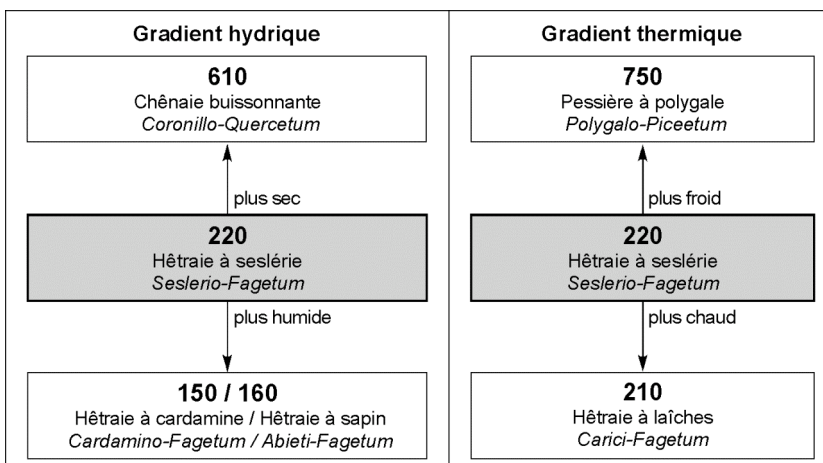 Gradient hydrique
610
Chênaie buissonnante
Coronillo-Quercetum
plus sec
220
Hêtraie à seslérie
Seslerio-Fagetum
plus humide
150 / 160
Hêtraie à cardamine / Hêtraie à sapin
Cardamino-Fagetum / Abieti-Fagetum
Gradient thermique
750
Pessière à polygale
Polygalo-Piceetum
plus froid
220
Hêtraie à seslérie
Seslerio-Fagetum
plus chaud
210
Hêtraie à laîches
Carici-Fagetum